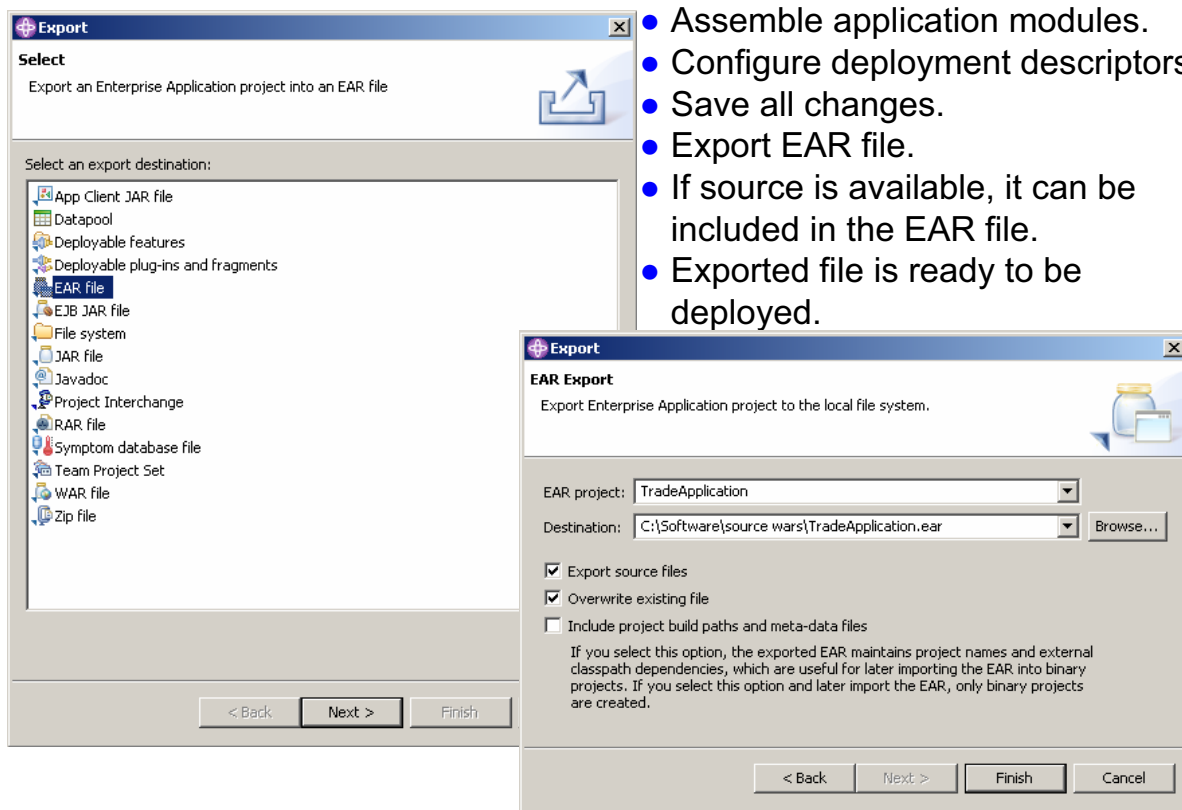 Export
Select
Export an Enterprise Application project into an EAR file
Select an export destination:
App Client JAR file
Datapool
Deployable features
Deployable plug-ins and fragments
EAR file
EJB JAR file
File system
JAR file
Javadoc
Project Interchange
RAR file
Symptom database file
Team Project Set
WAR file
Zip file
< Back Next > Finish
● Assemble application modules.
● Configure deployment descriptors
● Save all changes.
● Export EAR file.
● If source is available, it can be
included in the EAR file.
● Exported file is ready to be
deployed.
Export
EAR Export
Export Enterprise Application project to the local file system.
EAR project: TradeApplication
Destination: C:\Software\source wars\TradeApplication.ear Browse...
Export source files
Overwrite existing file
Include project build paths and meta-data files
If you select this option, the exported EAR maintains project names and external
classpath dependencies, which are useful for later importing the EAR into binary
projects. If you select this option and later import the EAR, only binary projects
are created.
< Back Next > Finish Cancel